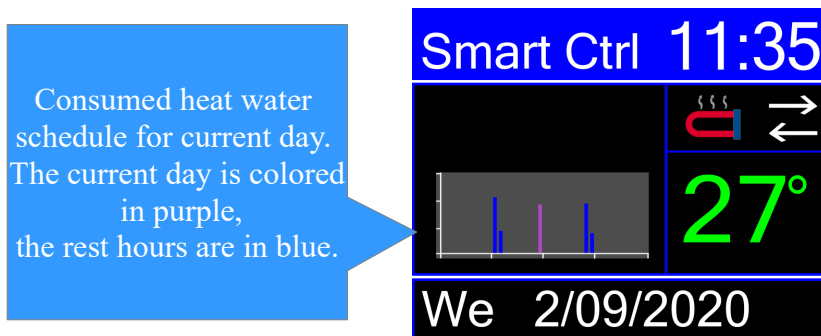 Consumed heat water
schedule for current day.
The current day is colored
in purple,
the rest hours are in blue.
Smart Ctrl 11:35
27°
We 2/09/2020